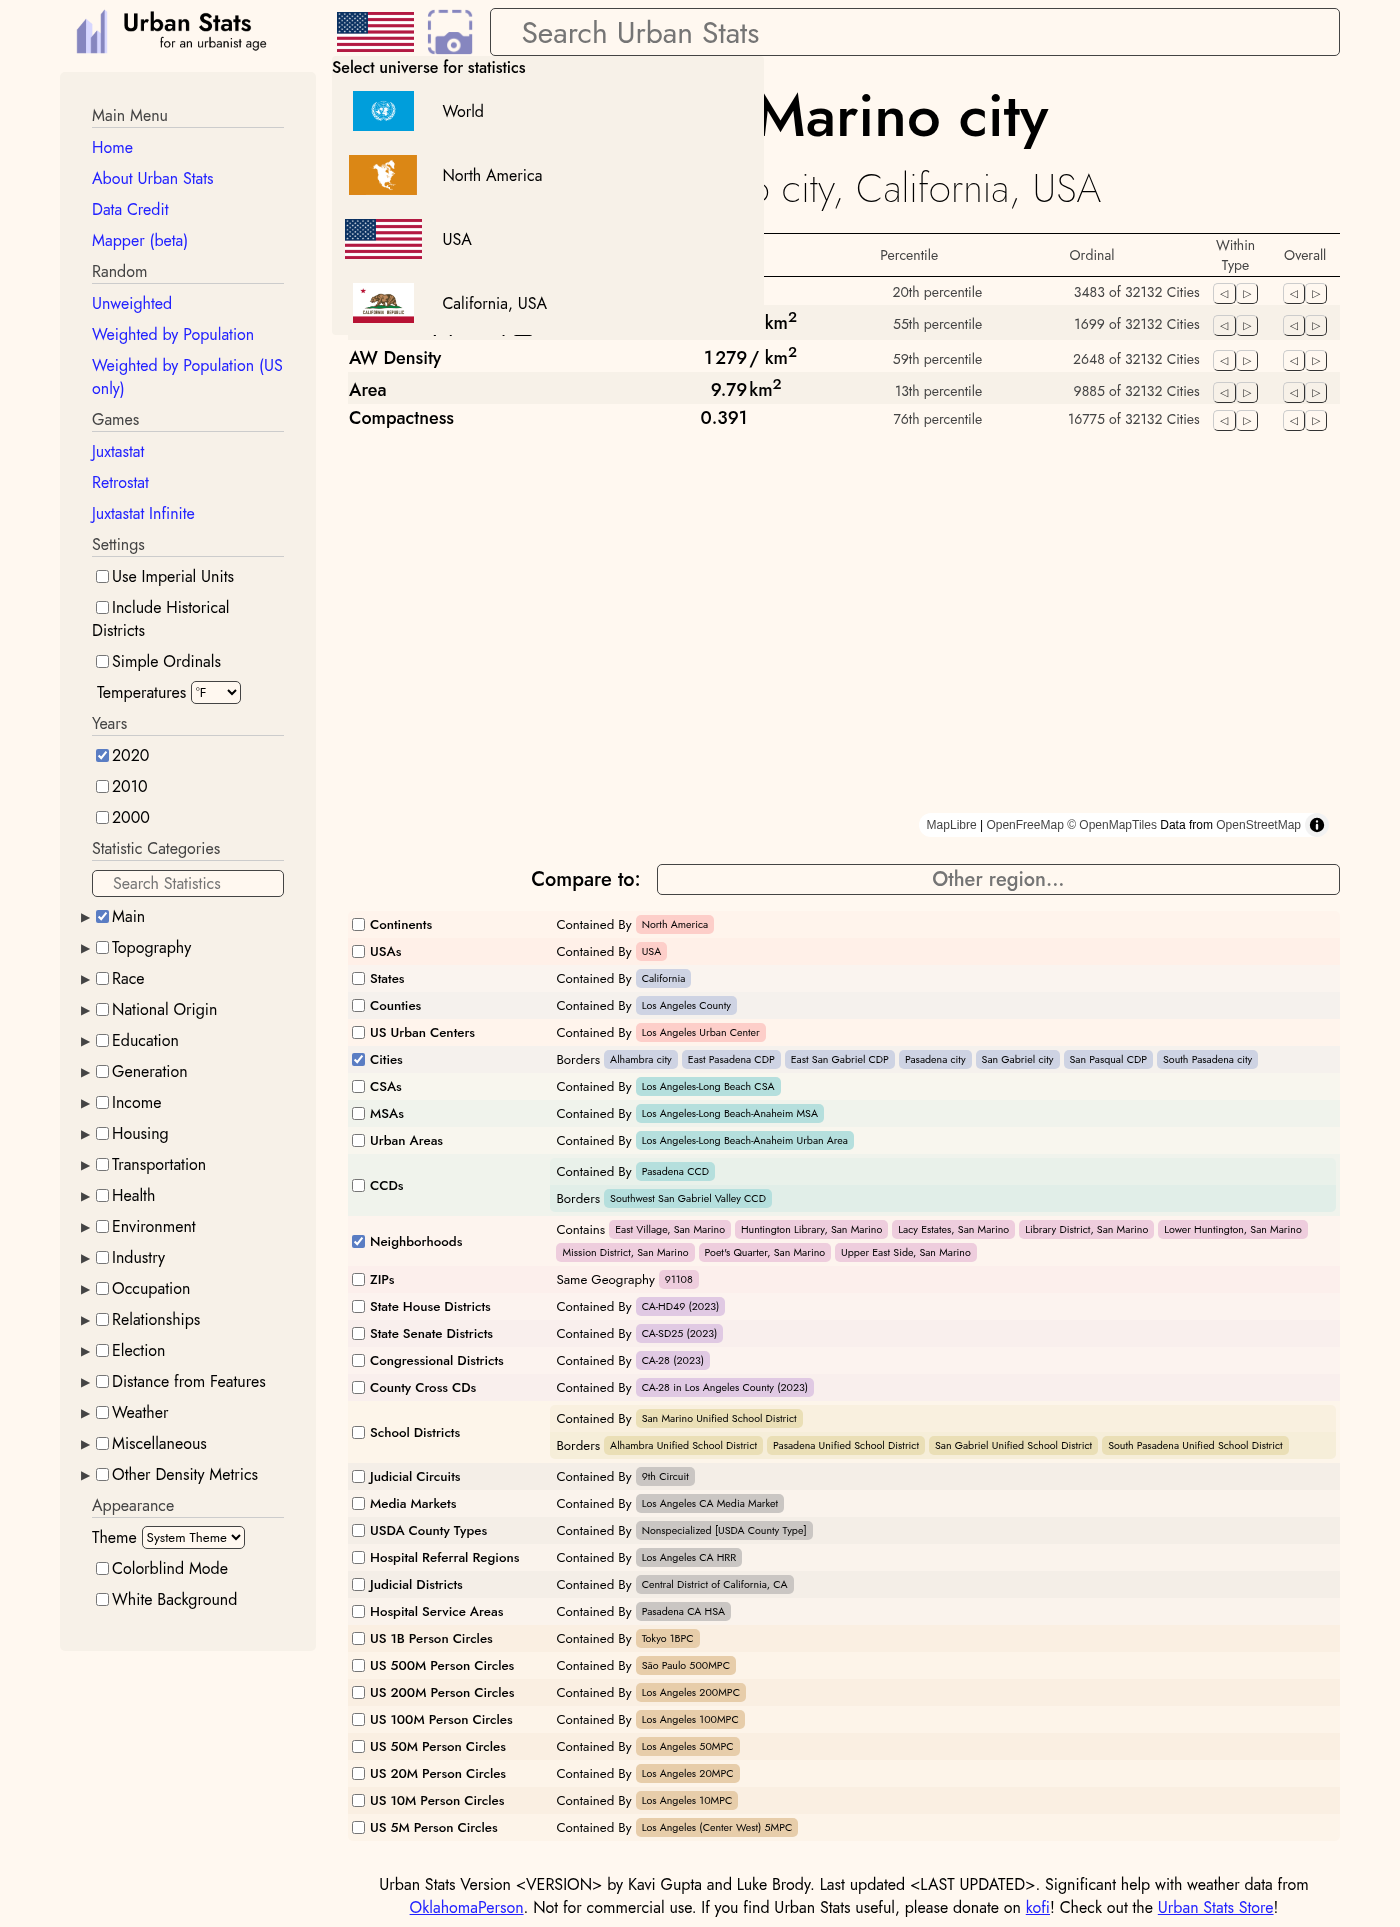 Urban Stats
for an urbanist age
Search Urban Stats
Select universe for statistics
World
North America
USA
CALIFORNIA REPUBLIC
California, USA
Marino city
city, California, USA
Percentile
Ordinal
Within Type
Overall
20th percentile
3483 of 32132 Cities
km²
55th percentile
1699 of 32132 Cities
AW Density
1 279 / km²
59th percentile
2648 of 32132 Cities
Area
9.79 km²
13th percentile
9885 of 32132 Cities
Compactness
0.391
76th percentile
16775 of 32132 Cities
Main Menu
Home
About Urban Stats
Data Credit
Mapper (beta)
Random
Unweighted
Weighted by Population
Weighted by Population (US
only)
Games
Juxtastat
Retrostat
Juxtastat Infinite
Settings
Use Imperial Units
Include Historical
Districts
Simple Ordinals
Temperatures °F
Years
2020
2010
2000
Statistic Categories
Search Statistics
Main
Topography
Race
National Origin
Education
Generation
Income
Housing
Transportation
Health
Environment
Industry
Occupation
Relationships
Election
Distance from Features
Weather
Miscellaneous
Other Density Metrics
Appearance
Theme System Theme
Colorblind Mode
White Background
MapLibre | OpenFreeMap © OpenMapTiles Data from OpenStreetMap
Compare to: Other region...
Continents Contained By North America
USAs Contained By USA
States Contained By California
Counties Contained By Los Angeles County
US Urban Centers Contained By Los Angeles Urban Center
Cities Borders Alhambra city East Pasadena CDP East San Gabriel CDP Pasadena city San Gabriel city San Pasqual CDP South Pasadena city
CSAs Contained By Los Angeles-Long Beach CSA
MSAs Contained By Los Angeles-Long Beach-Anaheim MSA
Urban Areas Contained By Los Angeles-Long Beach-Anaheim Urban Area
CCDs Contained By Pasadena CCD
Borders Southwest San Gabriel Valley CCD
Neighborhoods Contains East Village, San Marino Huntington Library, San Marino Lacy Estates, San Marino Library District, San Marino Lower Huntington, San Marino
Mission District, San Marino Poet's Quarter, San Marino Upper East Side, San Marino
ZIPs Same Geography 91108
State House Districts Contained By CA-HD49 (2023)
State Senate Districts Contained By CA-SD25 (2023)
Congressional Districts Contained By CA-28 (2023)
County Cross CDs Contained By CA-28 in Los Angeles County (2023)
School Districts Contained By San Marino Unified School District
Borders Alhambra Unified School District Pasadena Unified School District San Gabriel Unified School District South Pasadena Unified School District
Judicial Circuits Contained By 9th Circuit
Media Markets Contained By Los Angeles CA Media Market
USDA County Types Contained By Nonspecialized [USDA County Type]
Hospital Referral Regions Contained By Los Angeles CA HRR
Judicial Districts Contained By Central District of California, CA
Hospital Service Areas Contained By Pasadena CA HSA
US 1B Person Circles Contained By Tokyo 1BPC
US 500M Person Circles Contained By São Paulo 500MPC
US 200M Person Circles Contained By Los Angeles 200MPC
US 100M Person Circles Contained By Los Angeles 100MPC
US 50M Person Circles Contained By Los Angeles 50MPC
US 20M Person Circles Contained By Los Angeles 20MPC
US 10M Person Circles Contained By Los Angeles 10MPC
US 5M Person Circles Contained By Los Angeles (Center West) 5MPC
Urban Stats Version <VERSION> by Kavi Gupta and Luke Brody. Last updated <LAST UPDATED>. Significant help with weather data from
OklahomaPerson. Not for commercial use. If you find Urban Stats useful, please donate on kofi! Check out the Urban Stats Store!